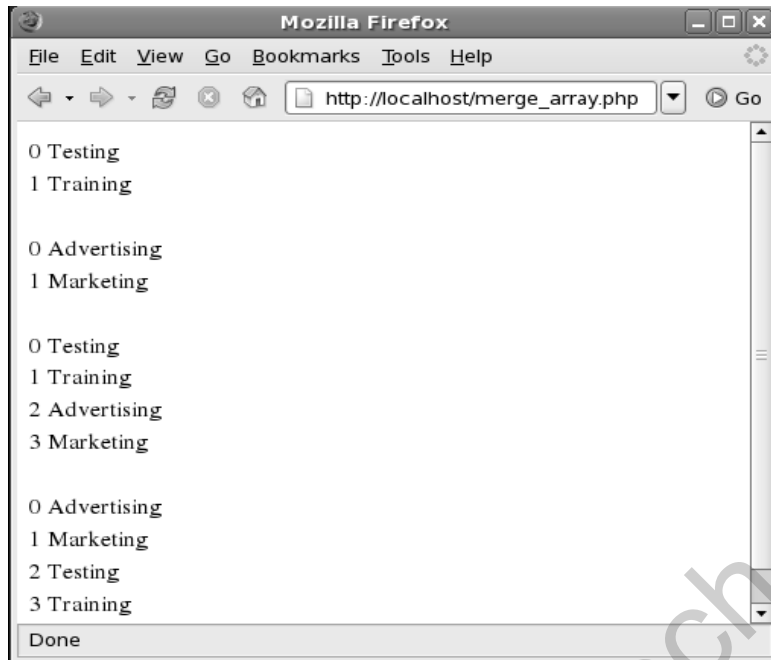 Mozilla Firefox
File Edit View Go Bookmarks Tools Help
http://localhost/merge_array.php Go
0 Testing
1 Training
0 Advertising
1 Marketing
0 Testing
1 Training
2 Advertising
3 Marketing
0 Advertising
1 Marketing
2 Testing
3 Training
Done